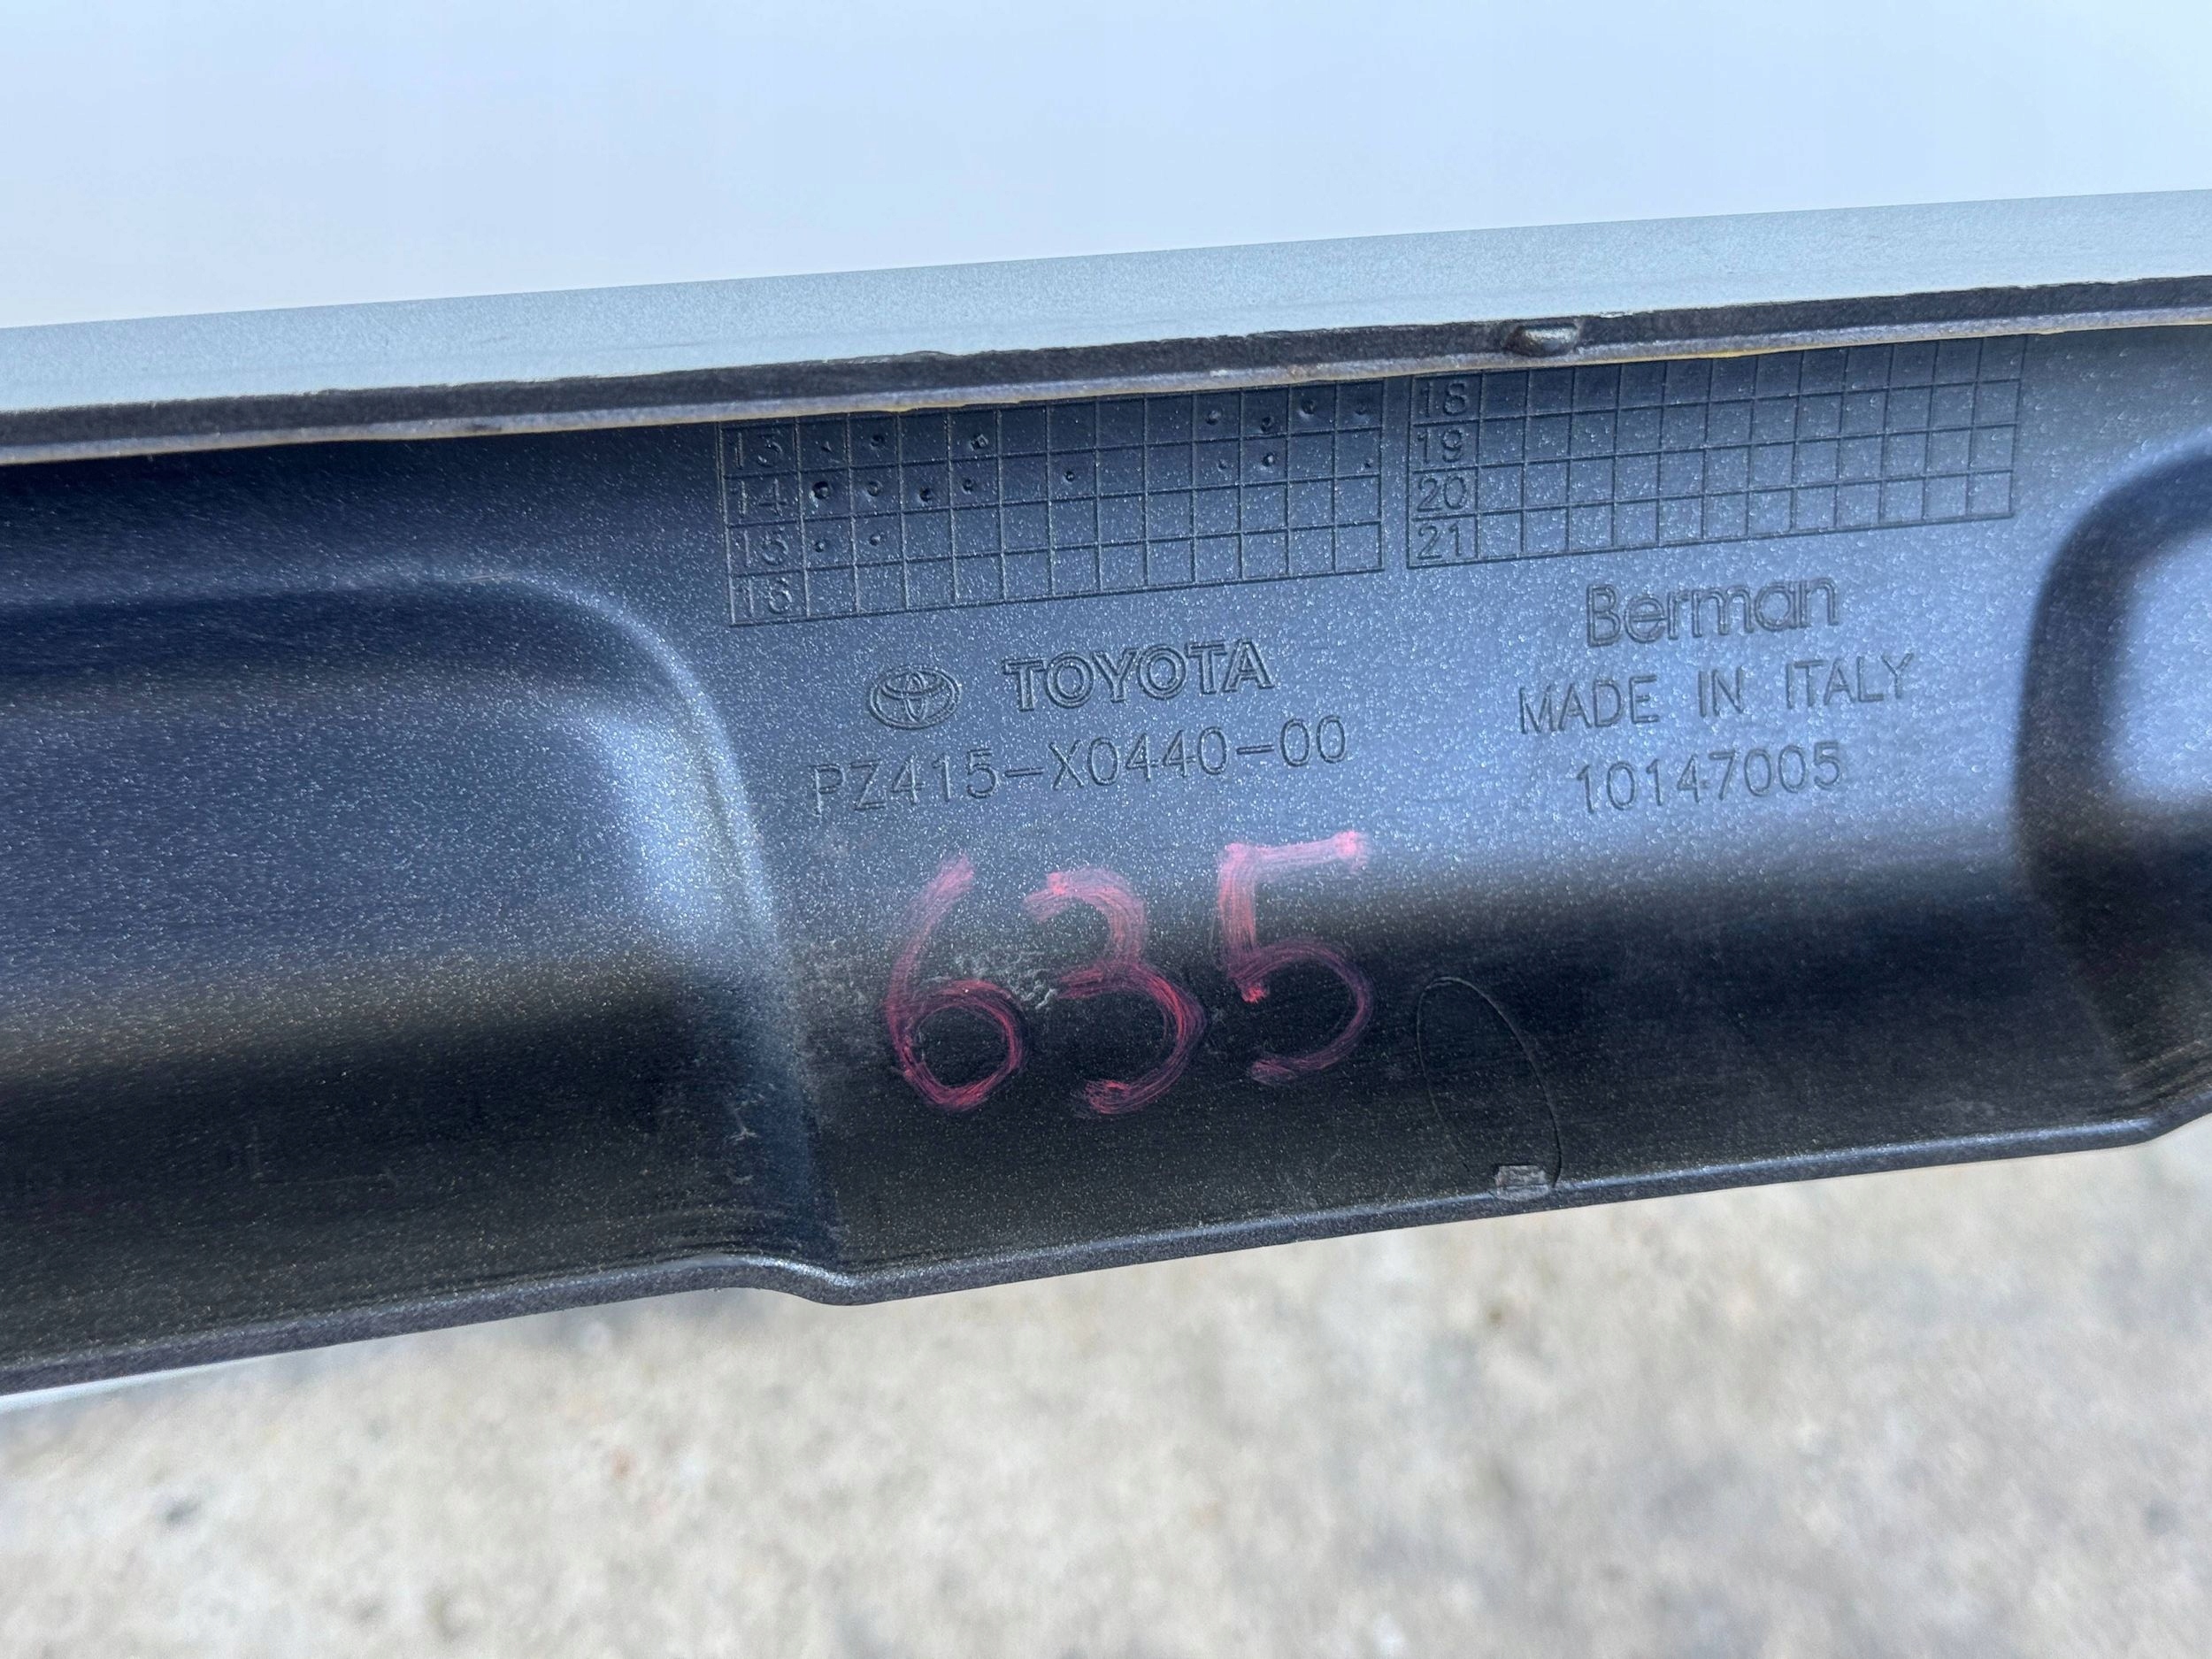 13
14
15
16
18
19
20
21
TOYOTA
PZ415-X0440-00
Berman
MADE IN ITALY
10147005
635